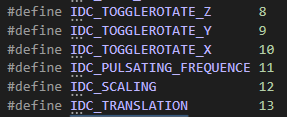 #define IDC_TOGGLEROTATE_Z 8
#define IDC_TOGGLEROTATE_Y 9
#define IDC_TOGGLEROTATE_X 10
#define IDC_PULSATING_FREQUENCE 11
#define IDC_SCALING 12
#define IDC_TRANSLATION 13